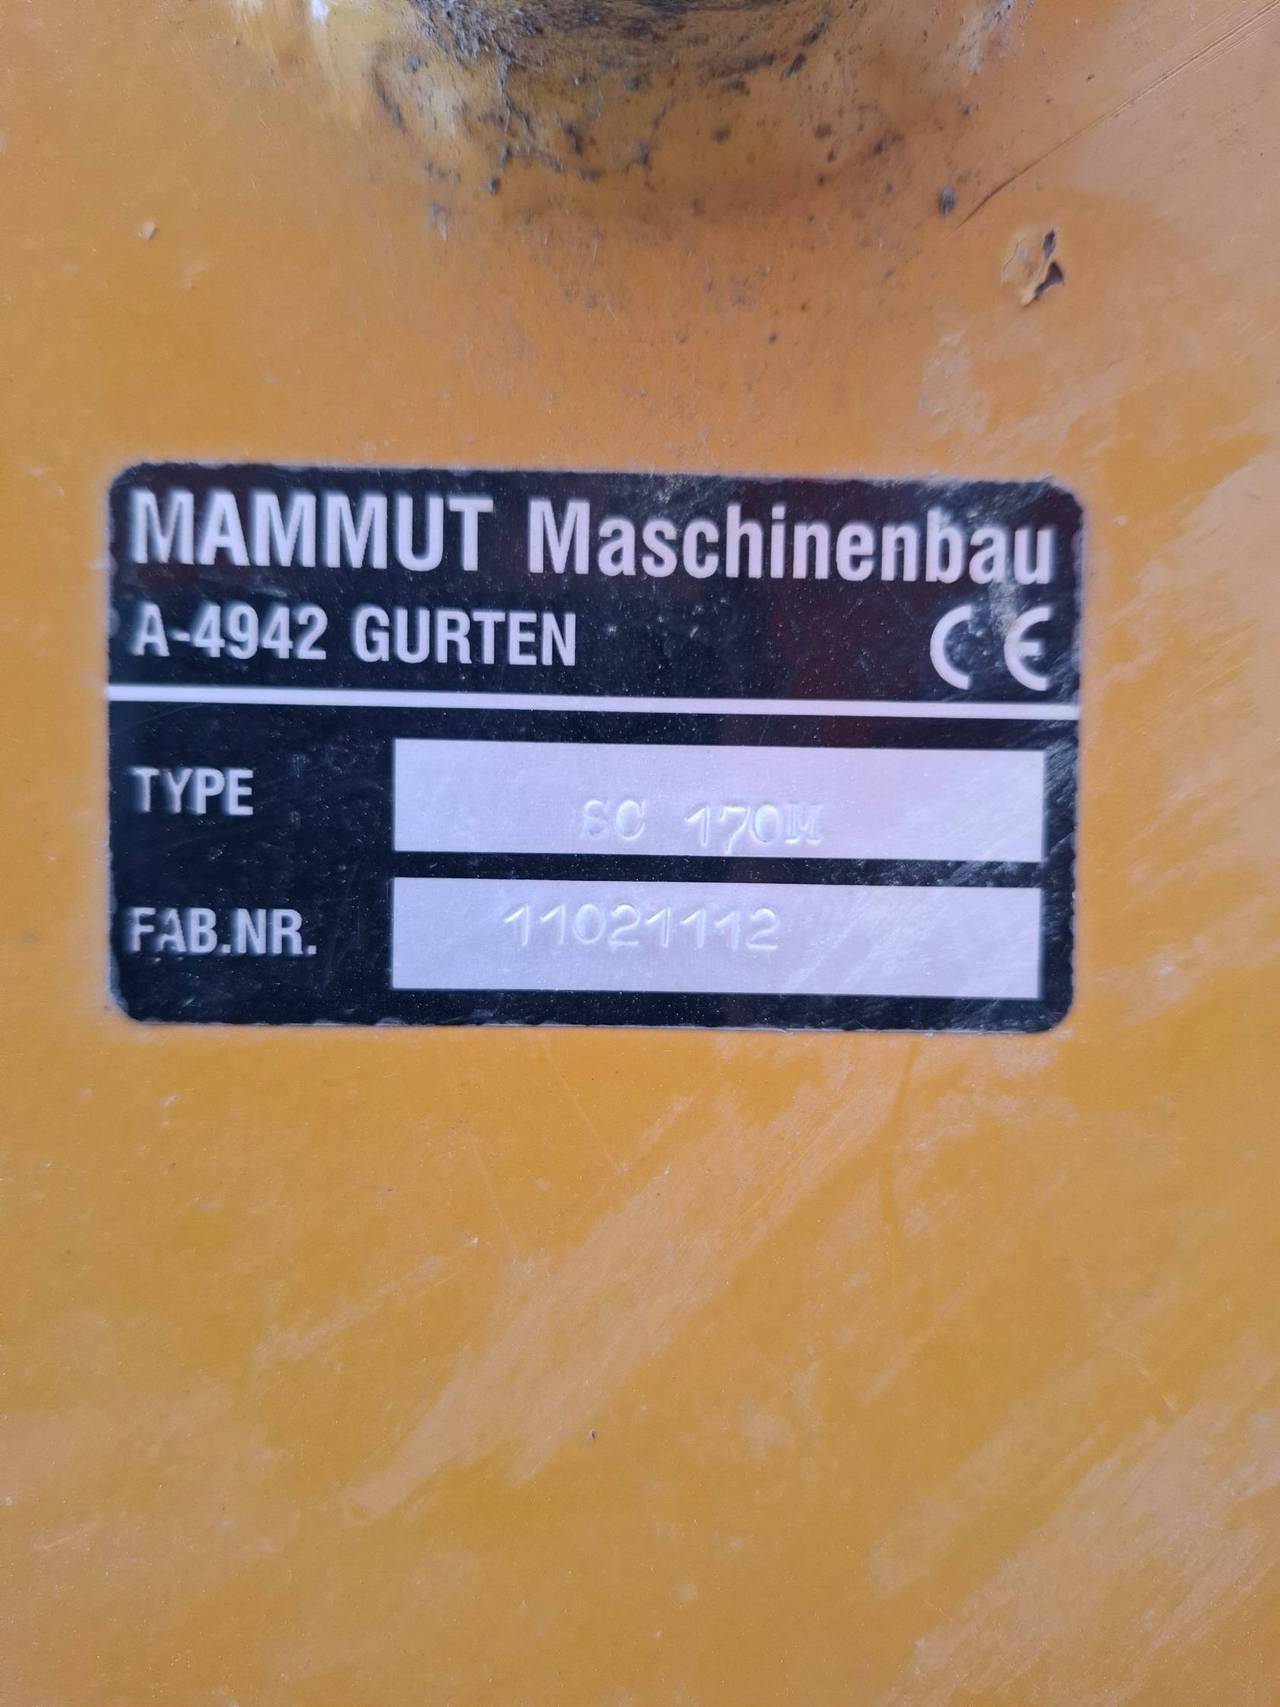 MAMMUT Maschinenbau
A-4942 GURTEN CE
TYPE SC 170M
FAB.NR. 11021112